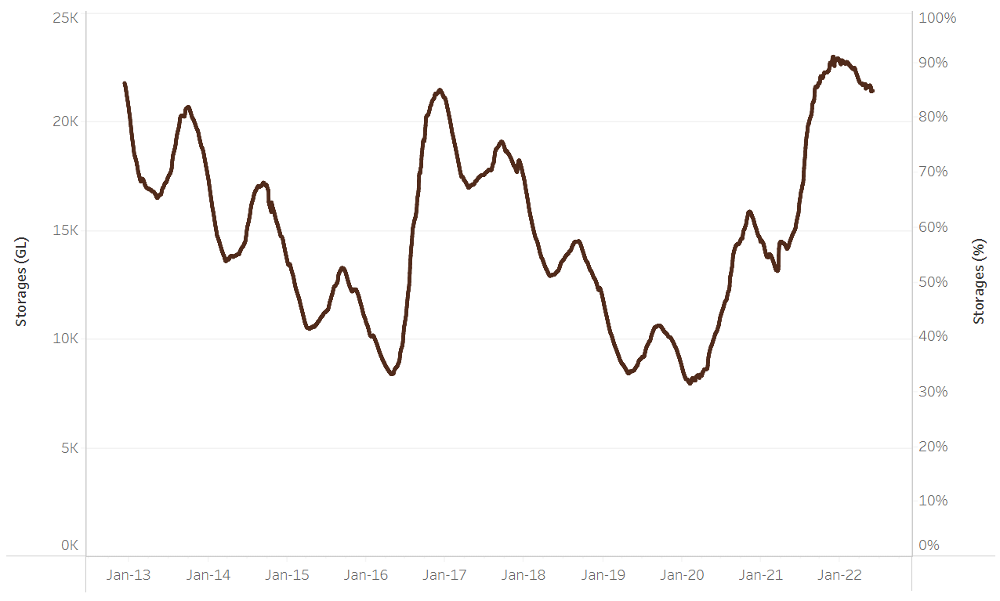 25K
20K
15K
10K
5K
0K
Storages (GL)
100%
90%
80%
70%
60%
50%
40%
30%
20%
10%
0%
Storages (%)
Jan-13 Jan-14 Jan-15 Jan-16 Jan-17 Jan-18 Jan-19 Jan-20 Jan-21 Jan-22